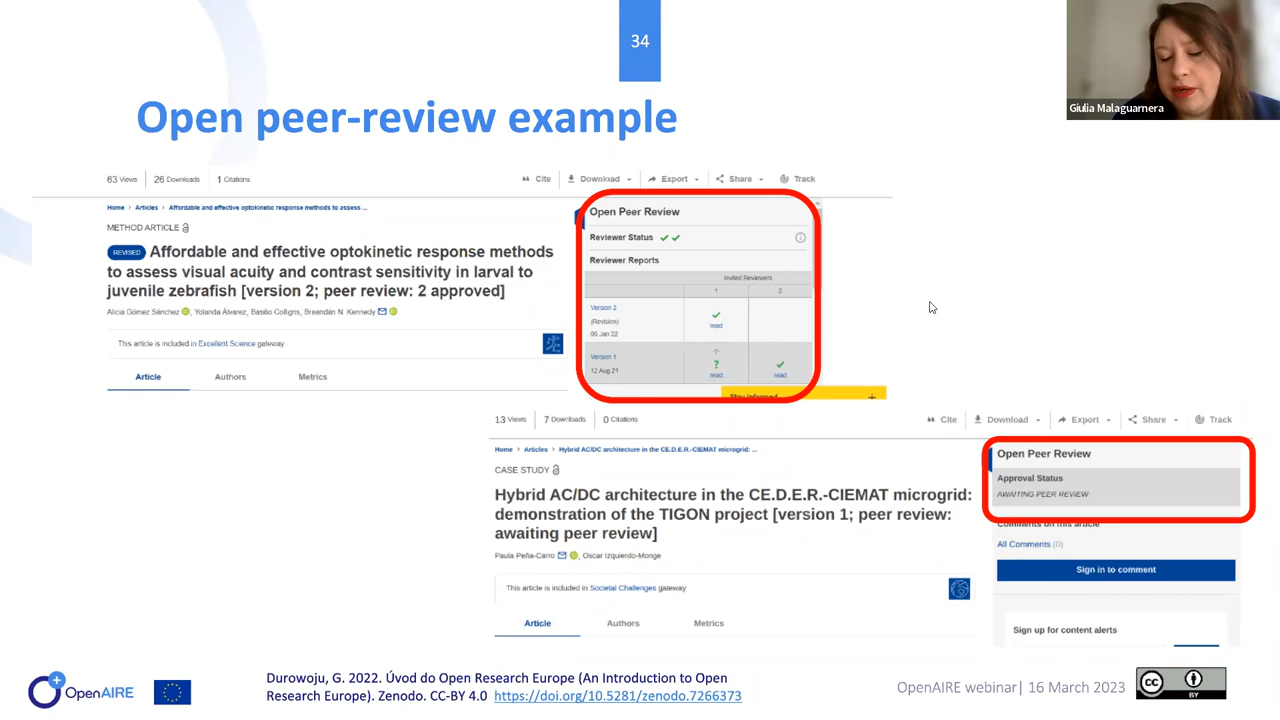 34
Giulia Malaguarnera
Open peer-review example
63 Views 26 Downloads 1 Citations
Cite Download Export Share Track
Home › Articles › Affordable and effective optokinetic response methods to assess ...
METHOD ARTICLE
REVISED Affordable and effective optokinetic response methods
to assess visual acuity and contrast sensitivity in larval to
juvenile zebrafish [version 2; peer review: 2 approved]
Alicia Gómez Sánchez, Yolanda Álvarez, Basilio Colligris, Breandán N. Kennedy
This article is included in Excellent Science gateway
Article Authors Metrics
Open Peer Review
Reviewer Status
Reviewer Reports
Invited Reviewers
1 2
Version 2
(Revision)
06 Jan 22
read
Version 1
12 Aug 21
?
read read
Stay Informed
13 Views 7 Downloads 0 Citations
Cite Download Export Share Track
Home › Articles › Hybrid AC/DC architecture in the CE.D.E.R.-CIEMAT microgrid: ...
CASE STUDY
Hybrid AC/DC architecture in the CE.D.E.R.-CIEMAT microgrid:
demonstration of the TIGON project [version 1; peer review:
awaiting peer review]
Paula Peña-Carro, Oscar Izquierdo-Monge
This article is included in Societal Challenges gateway
Article Authors Metrics
Open Peer Review
Approval Status
AWAITING PEER REVIEW
Comments on this article
All Comments (0)
Sign in to comment
Sign up for content alerts
OpenAIRE
Durowoju, G. 2022. Úvod do Open Research Europe (An Introduction to Open
Research Europe). Zenodo. CC-BY 4.0 https://doi.org/10.5281/zenodo.7266373
OpenAIRE webinar| 16 March 2023
cc
BY